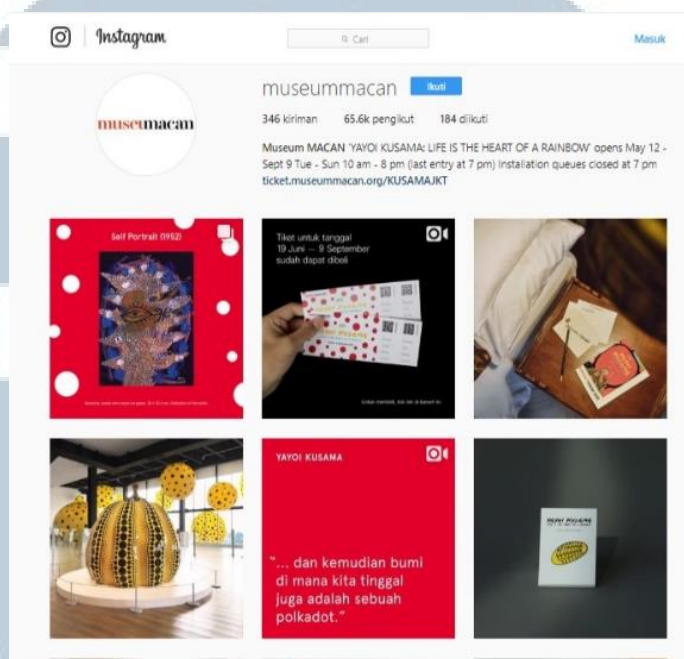 Instagram
Cari
Masuk
museummacan
museummacan Ikuti
346 kiriman 65.6k pengikut 184 diikuti
Museum MACAN 'YAYOI KUSAMA: LIFE IS THE HEART OF A RAINBOW' opens May 12 -
Sept 9 Tue - Sun 10 am - 8 pm (last entry at 7 pm) Installation queues closed at 7 pm
ticket.museummacan.org/KUSAMAJKT
Self Portrait (1952)
Tiket untuk tanggal
19 Juni — 9 September
sudah dapat dibeli
YAYOI KUSAMA
"... dan kemudian bumi
di mana kita tinggal
juga adalah sebuah
polkadot."